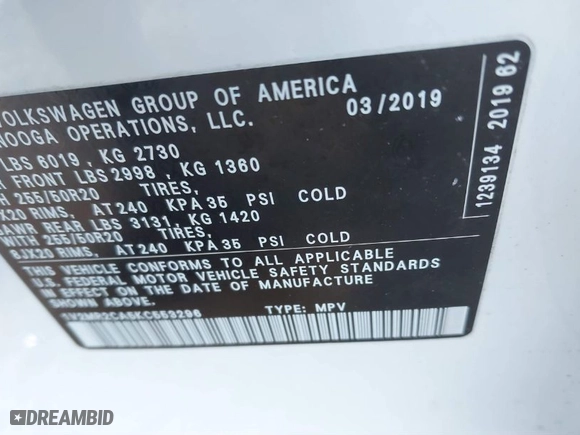 OLKSWAGEN GROUP OF AMERICA
NOOGA OPERATIONS, LLC.
03/2019
LBS 6019 , KG 2730
FRONT LBS 2998 , KG 1360
H 255/50R20 TIRES,
X20 RIMS, AT 240 KPA 35 PSI COLD
AWR REAR LBS 3131, KG 1420
WITH 255/50R20 TIRES,
8JX20 RIMS, AT 240 KPA 35 PSI COLD
THIS VEHICLE CONFORMS TO ALL APPLICABLE
U.S. FEDERAL MOTOR VEHICLE SAFETY STANDARDS
IN EFFECT ON THE DATE OF MANUFACTURE
SHOWN ABOVE.
TYPE: MPV
1239134 2019 62
DREAMBID